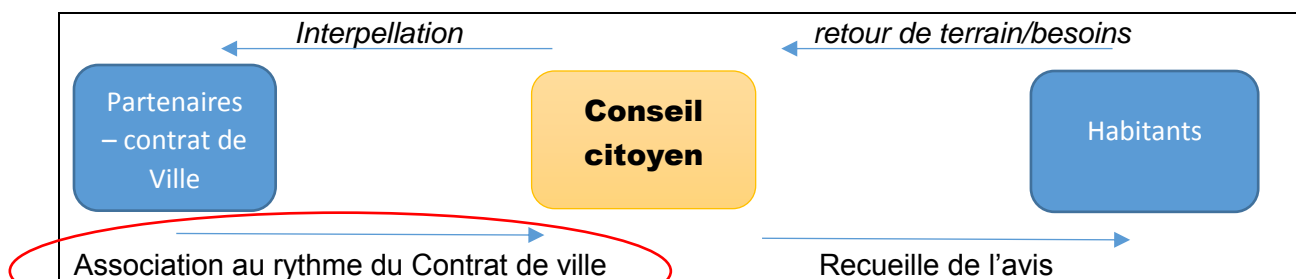 Interpellation
retour de terrain/besoins
Partenaires
– contrat de
Ville
Conseil
citoyen
Habitants
Association au rythme du Contrat de ville
Recueille de l'avis